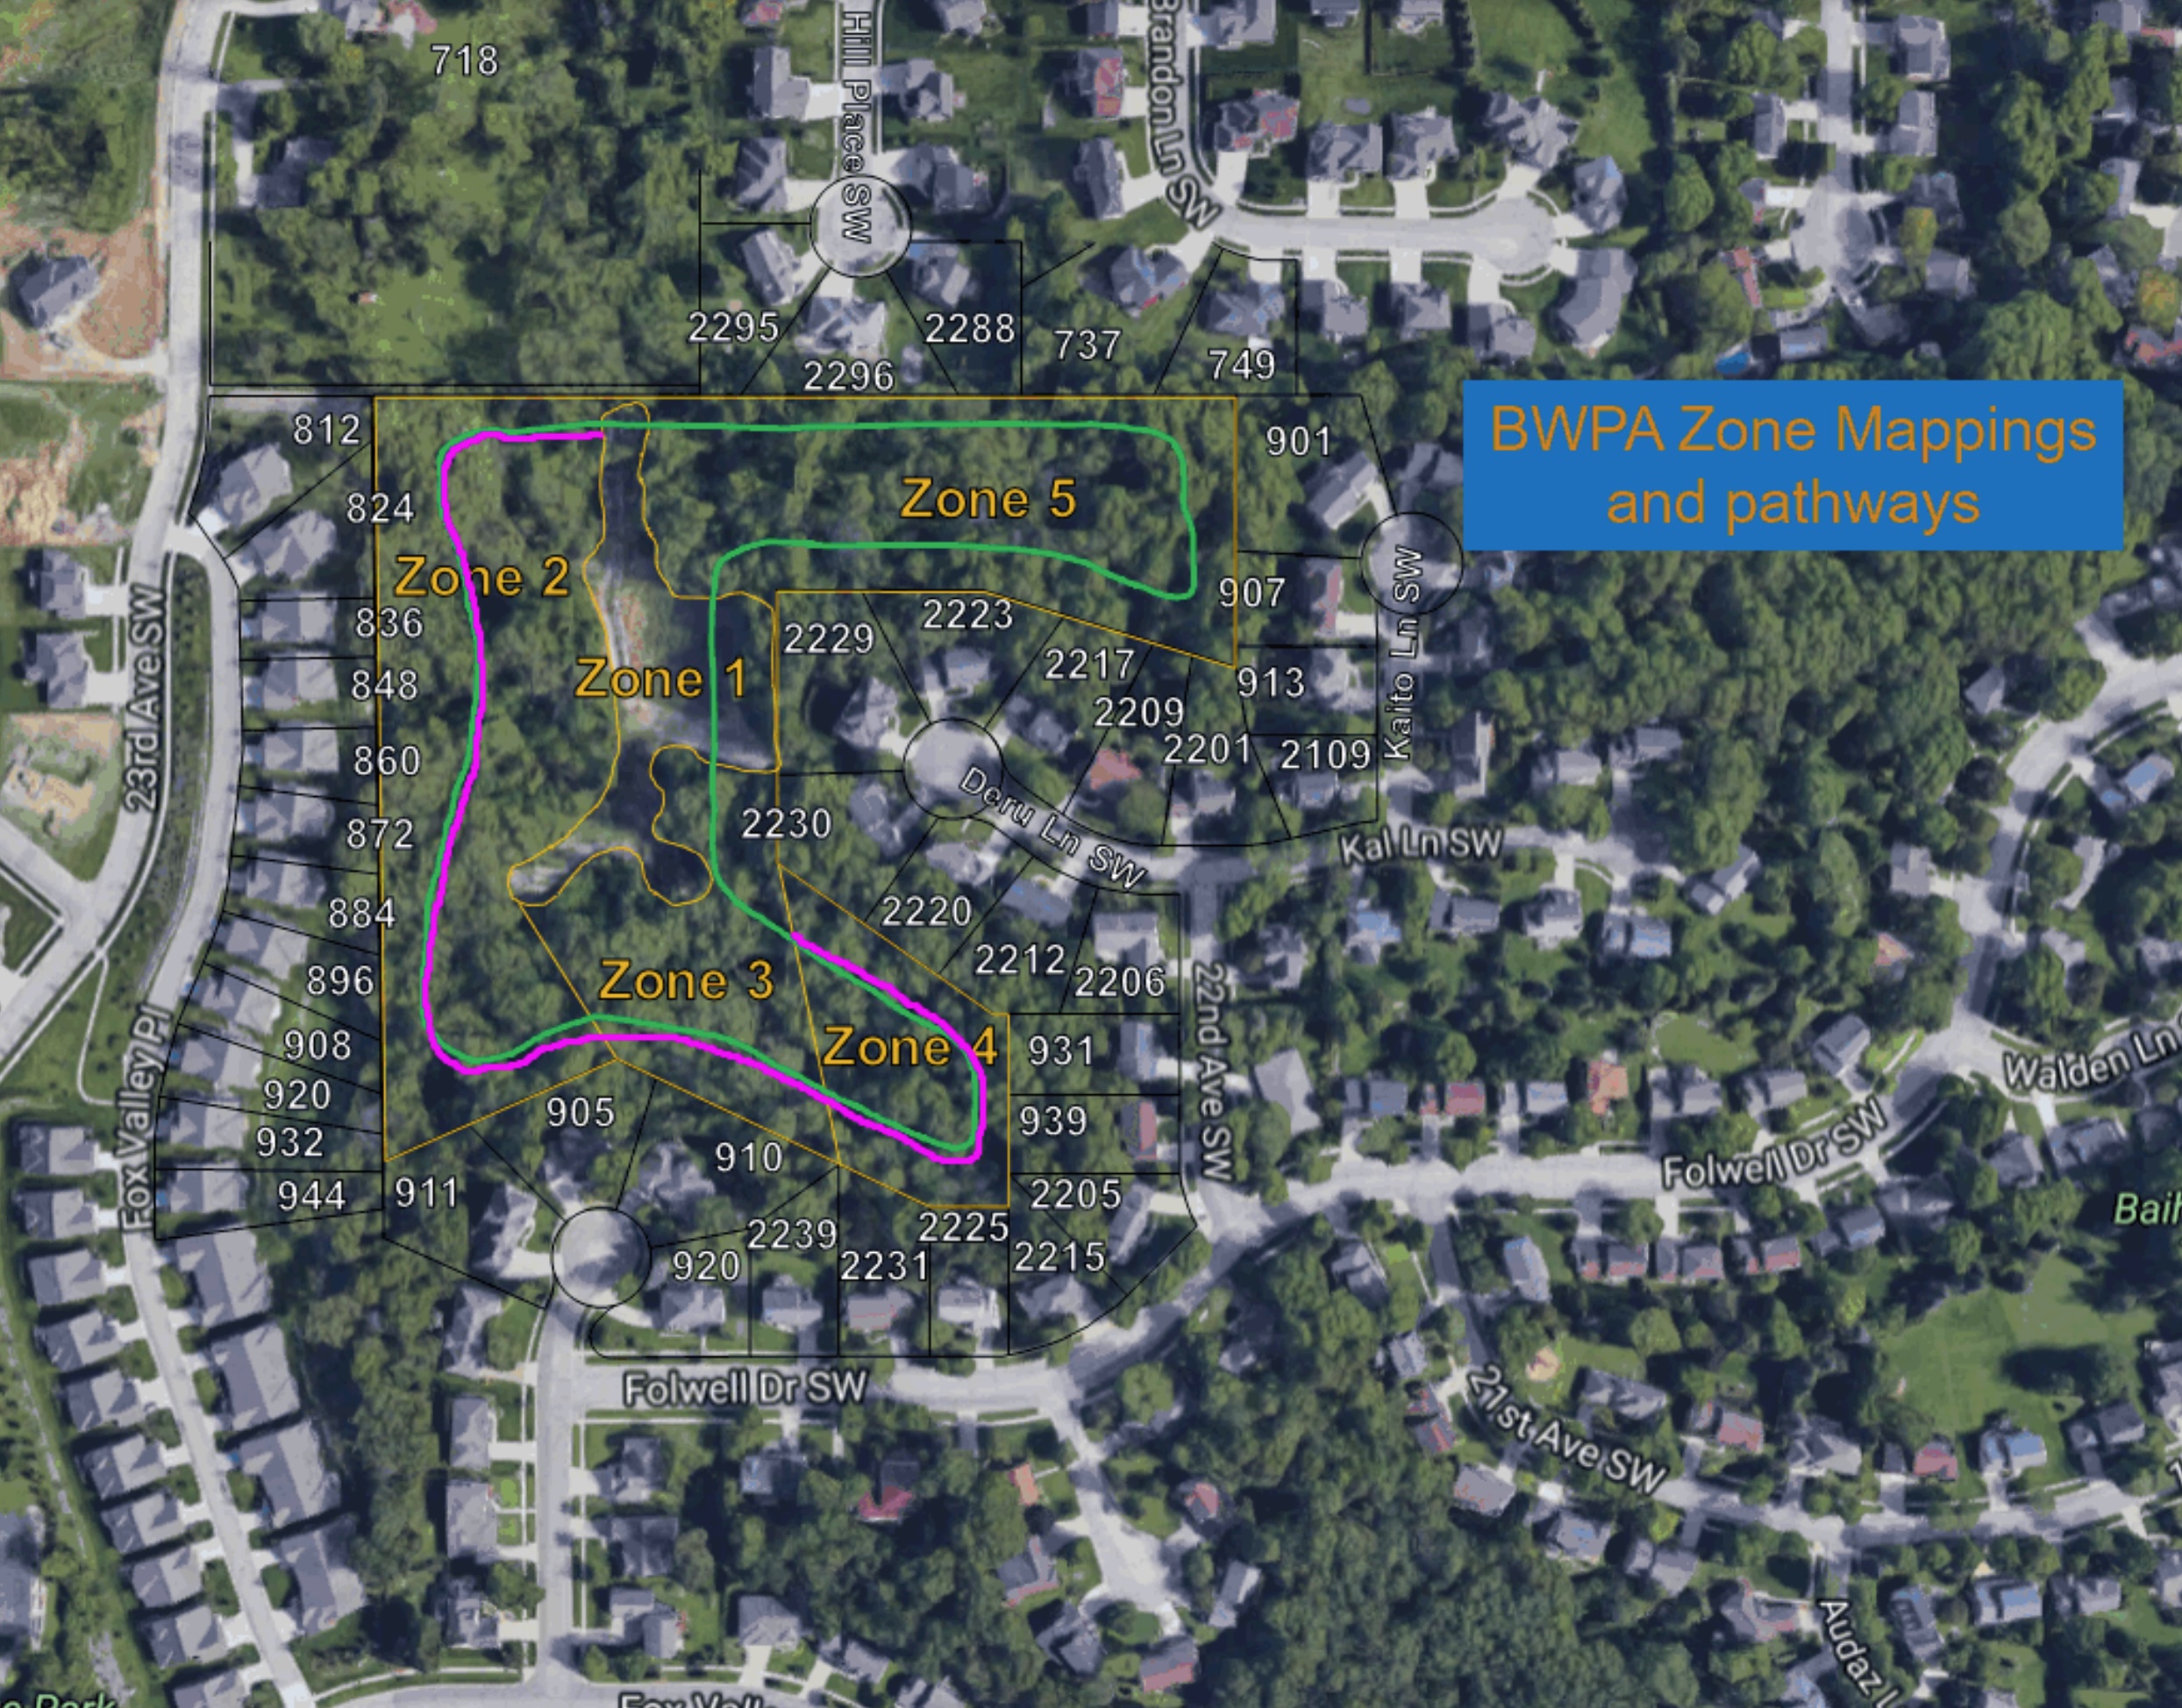 718
Hill Place SW
Brandon Ln SW
2295
2296
2288
737
749
BWPA Zone Mappings
and pathways
812
824
836
848
860
872
884
896
908
920
932
944
911
905
910
920
2239
2231
2225
2215
2205
939
931
2206
2212
2220
2230
2229
2223
2217
2209
2201
2109
913
907
901
Zone 1
Zone 2
Zone 3
Zone 4
Zone 5
23rd Ave SW
Fox Valley Pl
Deru Ln SW
Kaito Ln SW
Kal Ln SW
22nd Ave SW
Walden Ln
Folwell Dr SW
Folwell Dr SW
21st Ave SW